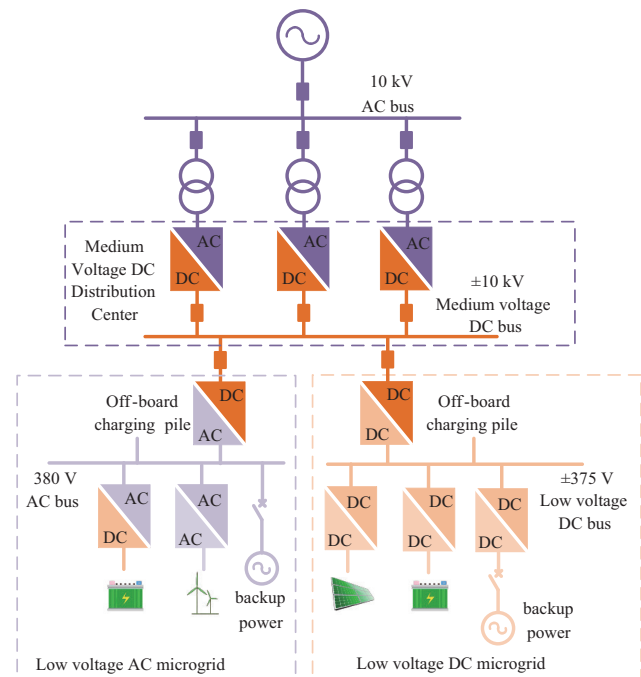 10 kV
AC bus
AC
DC
AC
DC
AC
DC
Medium
Voltage DC
Distribution
Center
±10 kV
Medium voltage
DC bus
DC
AC
Off-board
charging pile
DC
DC
Off-board
charging pile
380 V
AC bus
AC
DC
AC
AC
backup
power
Low voltage AC microgrid
±375 V
Low voltage
DC bus
DC
DC
DC
DC
DC
DC
backup
power
Low voltage DC microgrid